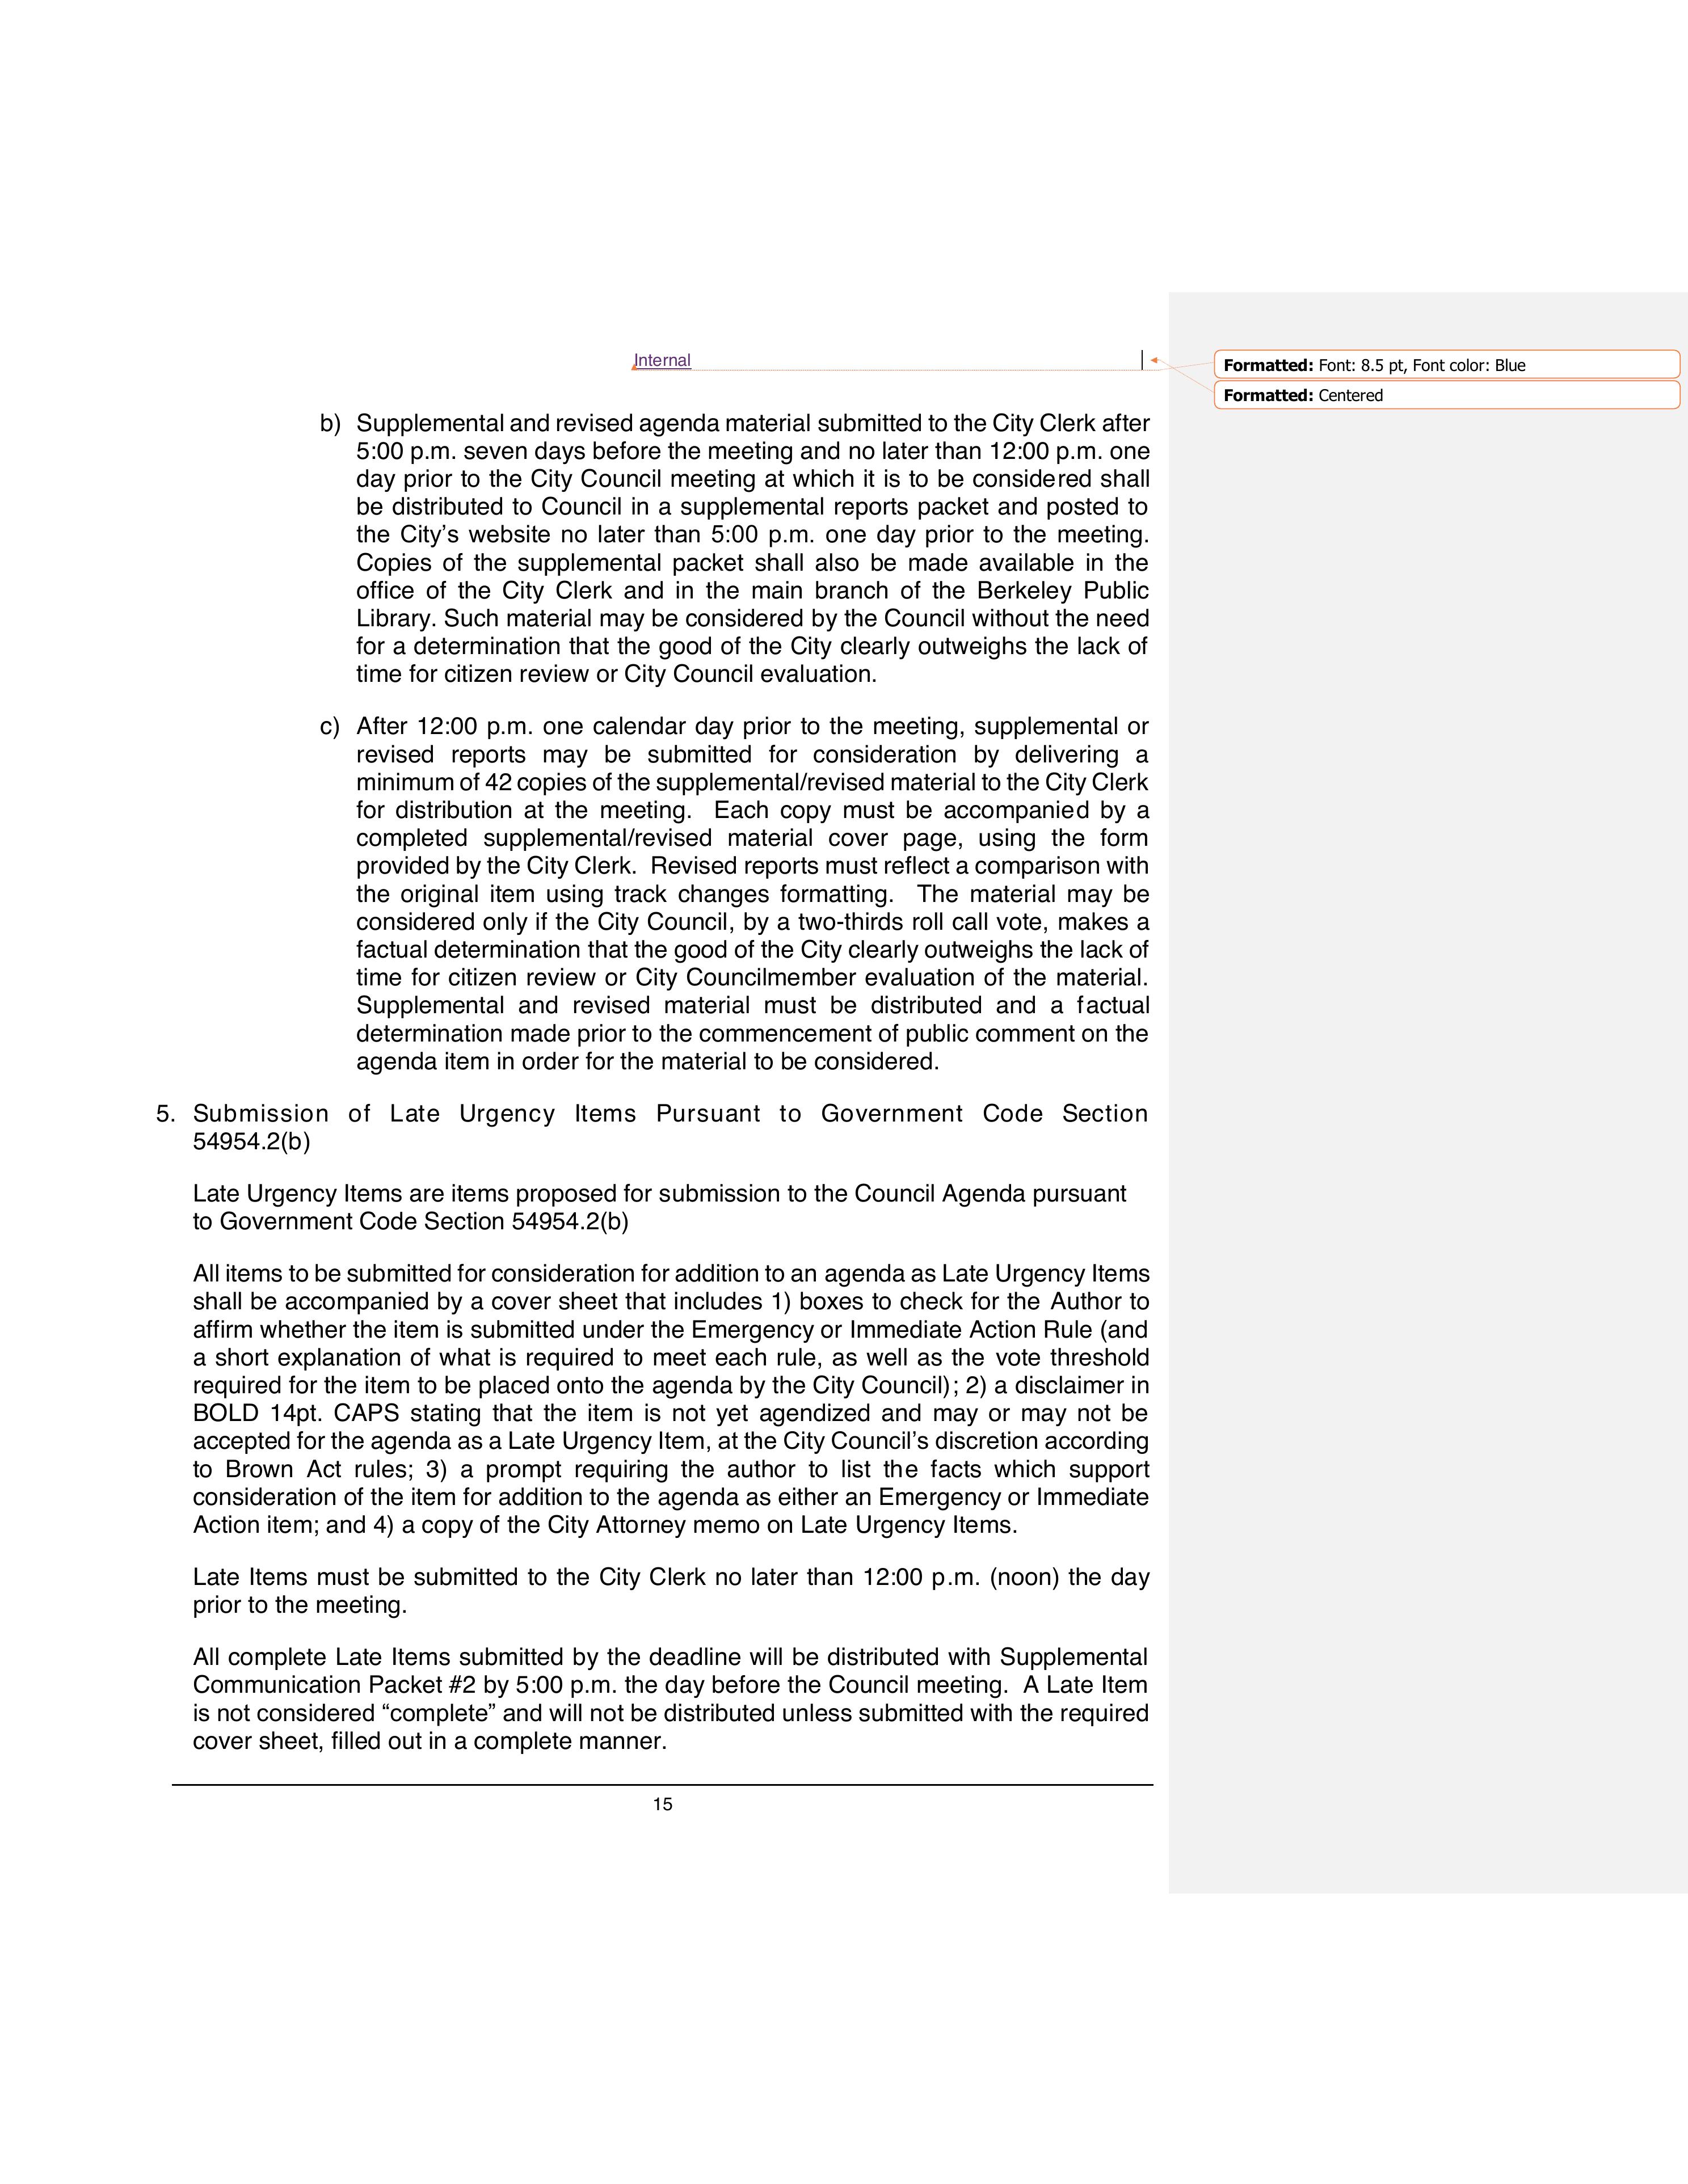 Internal
Formatted: Font: 8.5 pt, Font color: Blue
Formatted: Centered
b) Supplemental and revised agenda material submitted to the City Clerk after
5:00 p.m. seven days before the meeting and no later than 12:00 p.m. one
day prior to the City Council meeting at which it is to be considered shall
be distributed to Council in a supplemental reports packet and posted to
the City’s website no later than 5:00 p.m. one day prior to the meeting.
Copies of the supplemental packet shall also be made available in the
office of the City Clerk and in the main branch of the Berkeley Public
Library. Such material may be considered by the Council without the need
for a determination that the good of the City clearly outweighs the lack of
time for citizen review or City Council evaluation.
c) After 12:00 p.m. one calendar day prior to the meeting, supplemental or
revised reports may be submitted for consideration by delivering a
minimum of 42 copies of the supplemental/revised material to the City Clerk
for distribution at the meeting. Each copy must be accompanied by a
completed supplemental/revised material cover page, using the form
provided by the City Clerk. Revised reports must reflect a comparison with
the original item using track changes formatting. The material may be
considered only if the City Council, by a two-thirds roll call vote, makes a
factual determination that the good of the City clearly outweighs the lack of
time for citizen review or City Councilmember evaluation of the material.
Supplemental and revised material must be distributed and a factual
determination made prior to the commencement of public comment on the
agenda item in order for the material to be considered.
5. Submission of Late Urgency Items Pursuant to Government Code Section
54954.2(b)
Late Urgency Items are items proposed for submission to the Council Agenda pursuant
to Government Code Section 54954.2(b)
All items to be submitted for consideration for addition to an agenda as Late Urgency Items
shall be accompanied by a cover sheet that includes 1) boxes to check for the Author to
affirm whether the item is submitted under the Emergency or Immediate Action Rule (and
a short explanation of what is required to meet each rule, as well as the vote threshold
required for the item to be placed onto the agenda by the City Council); 2) a disclaimer in
BOLD 14pt. CAPS stating that the item is not yet agendized and may or may not be
accepted for the agenda as a Late Urgency Item, at the City Council’s discretion according
to Brown Act rules; 3) a prompt requiring the author to list the facts which support
consideration of the item for addition to the agenda as either an Emergency or Immediate
Action item; and 4) a copy of the City Attorney memo on Late Urgency Items.
Late Items must be submitted to the City Clerk no later than 12:00 p.m. (noon) the day
prior to the meeting.
All complete Late Items submitted by the deadline will be distributed with Supplemental
Communication Packet #2 by 5:00 p.m. the day before the Council meeting. A Late Item
is not considered “complete” and will not be distributed unless submitted with the required
cover sheet, filled out in a complete manner.
15